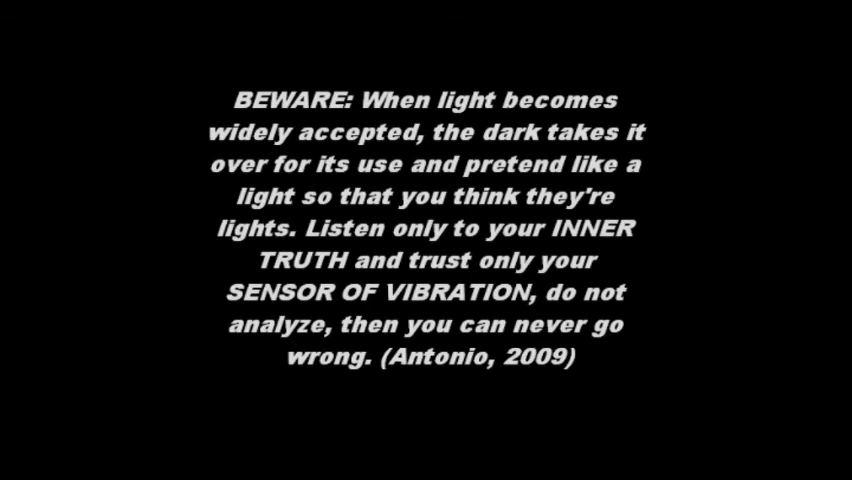 BEWARE: When light becomes
widely accepted, the dark takes it
over for its use and pretend like a
light so that you think they're
lights. Listen only to your INNER
TRUTH and trust only your
SENSOR OF VIBRATION, do not
analyze, then you can never go
wrong. (Antonio, 2009)